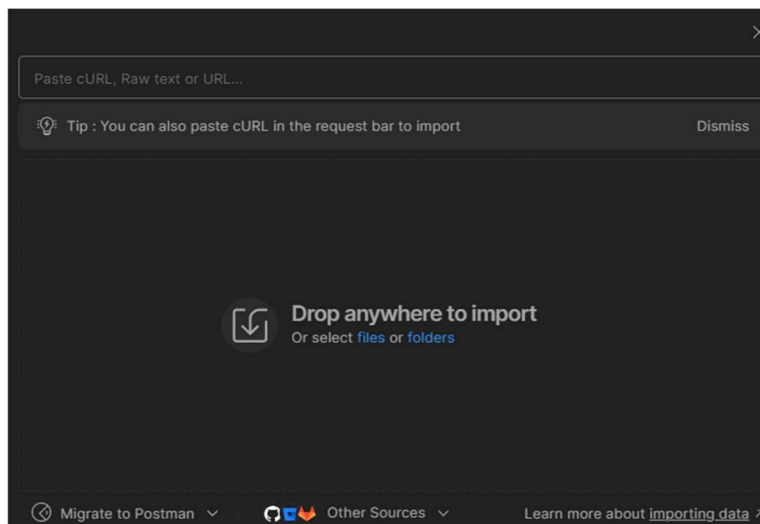 Paste cURL, Raw text or URL...
Tip : You can also paste cURL in the request bar to import
Dismiss
Drop anywhere to import
Or select files or folders
Migrate to Postman
Other Sources
Learn more about importing data